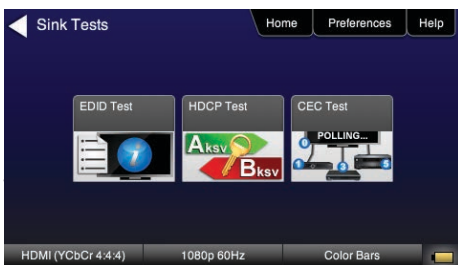 Sink Tests
Home
Preferences
Help
EDID Test
HDCP Test
CEC Test
i
Aksv
Bksv
POLLING...
0
1
3
5
HDMI (YCbCr 4:4:4)
1080p 60Hz
Color Bars